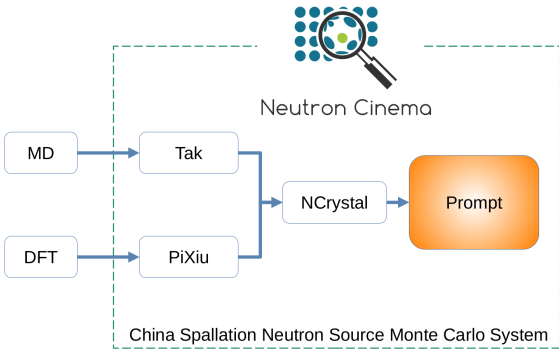 Neutron Cinema
MD
Tak
NCrystal
Prompt
DFT
PiXiu
China Spallation Neutron Source Monte Carlo System